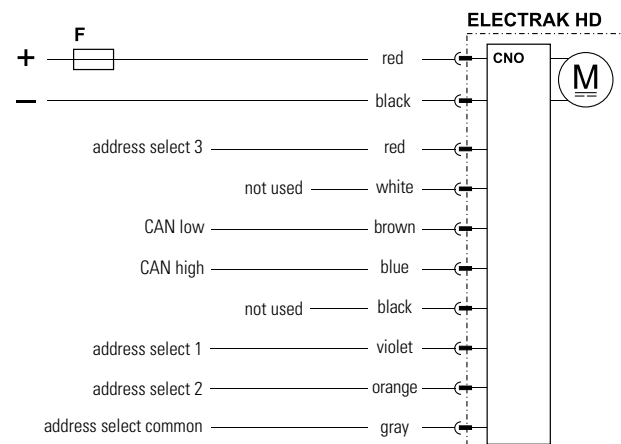 ELECTRAK HD
F
+ red CNO
M
– black
address select 3 red
not used white
CAN low brown
CAN high blue
not used black
address select 1 violet
address select 2 orange
address select common gray